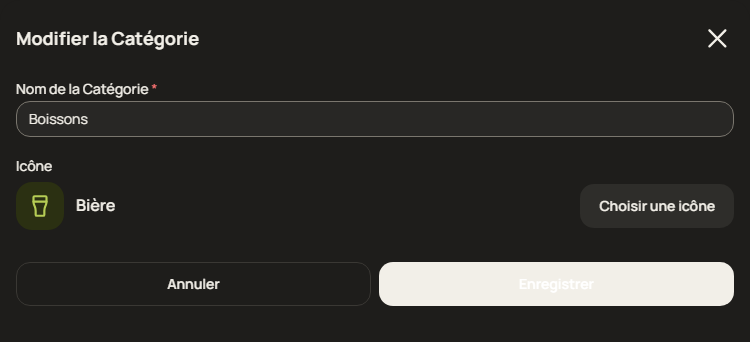 Modifier la Catégorie
Nom de la Catégorie *
Boissons
Icône
Bière
Choisir une icône
Annuler
Enregistrer